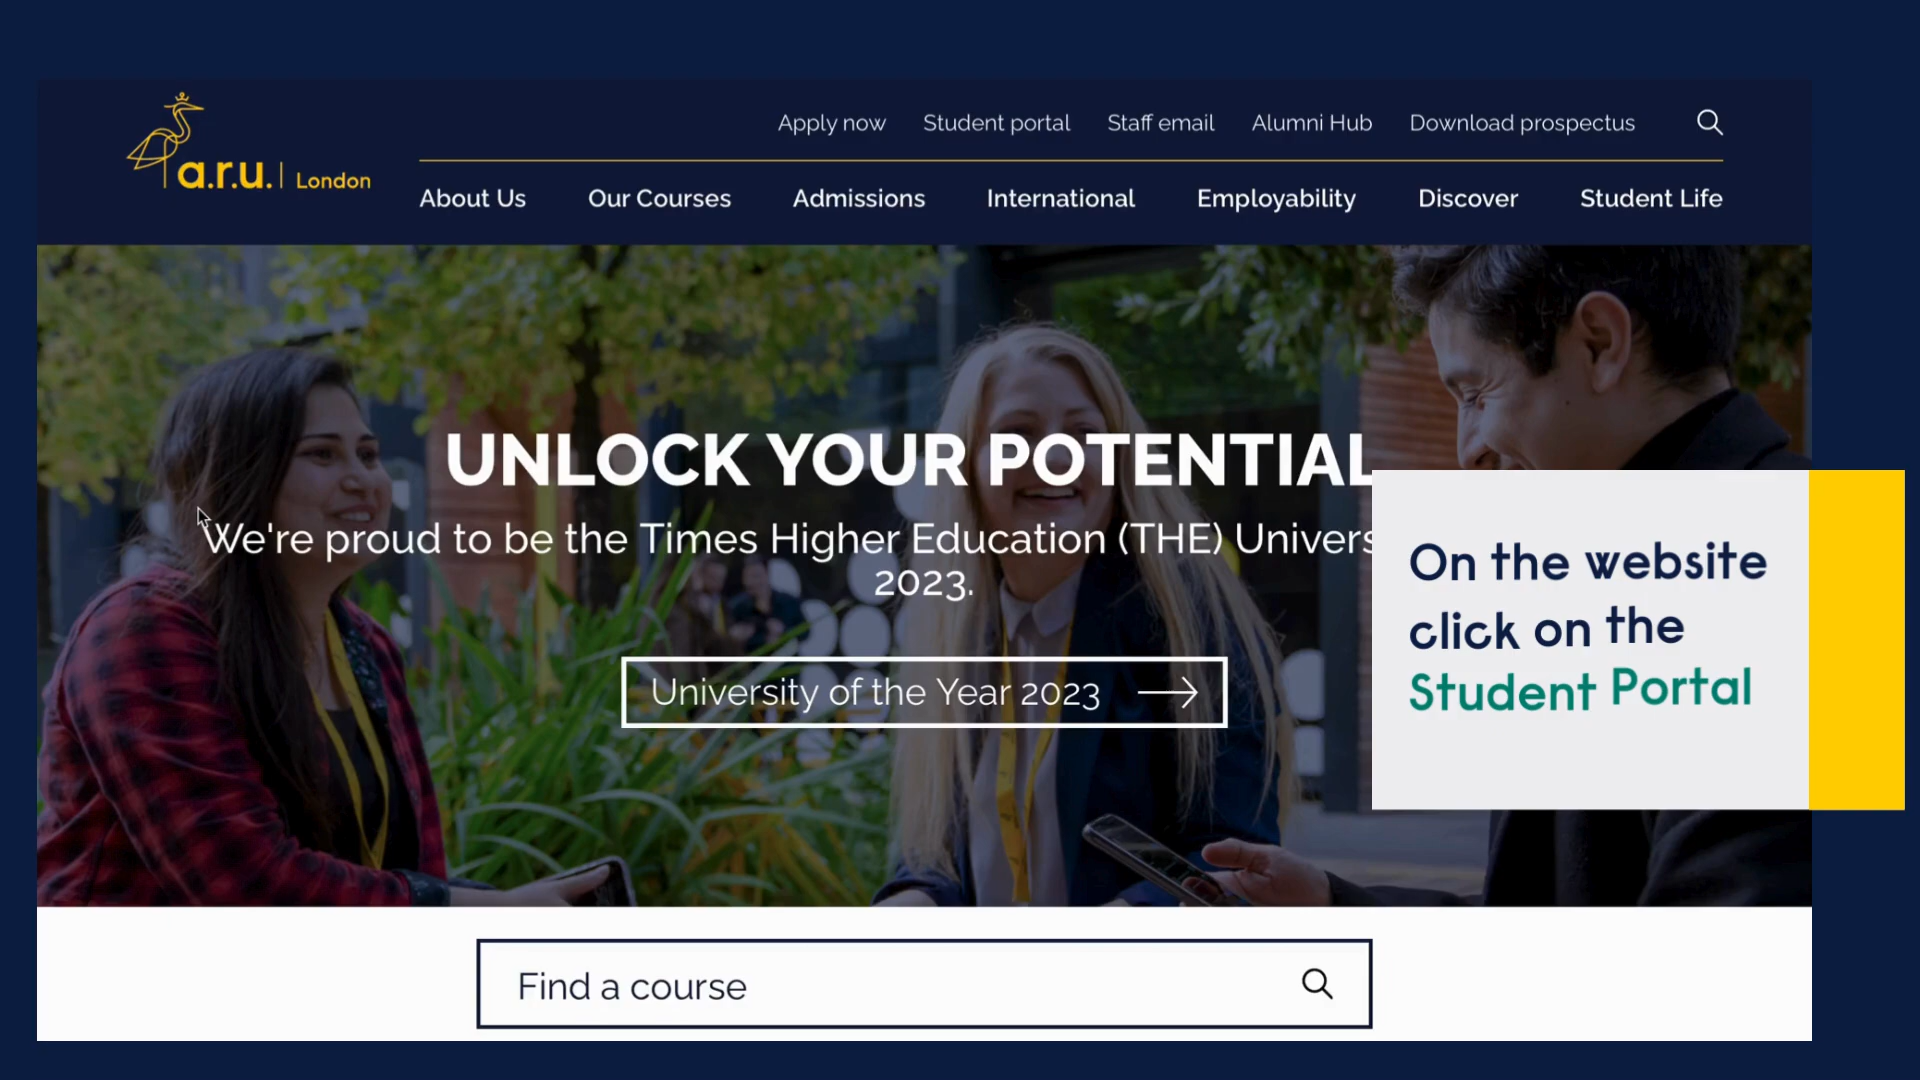 Apply now Student portal Staff email Alumni Hub Download prospectus
a.r.u. | London
About Us Our Courses Admissions International Employability Discover Student Life
UNLOCK YOUR POTENTIAL
We're proud to be the Times Higher Education (THE) Univers
2023.
University of the Year 2023
On the website
click on the
Student Portal
Find a course